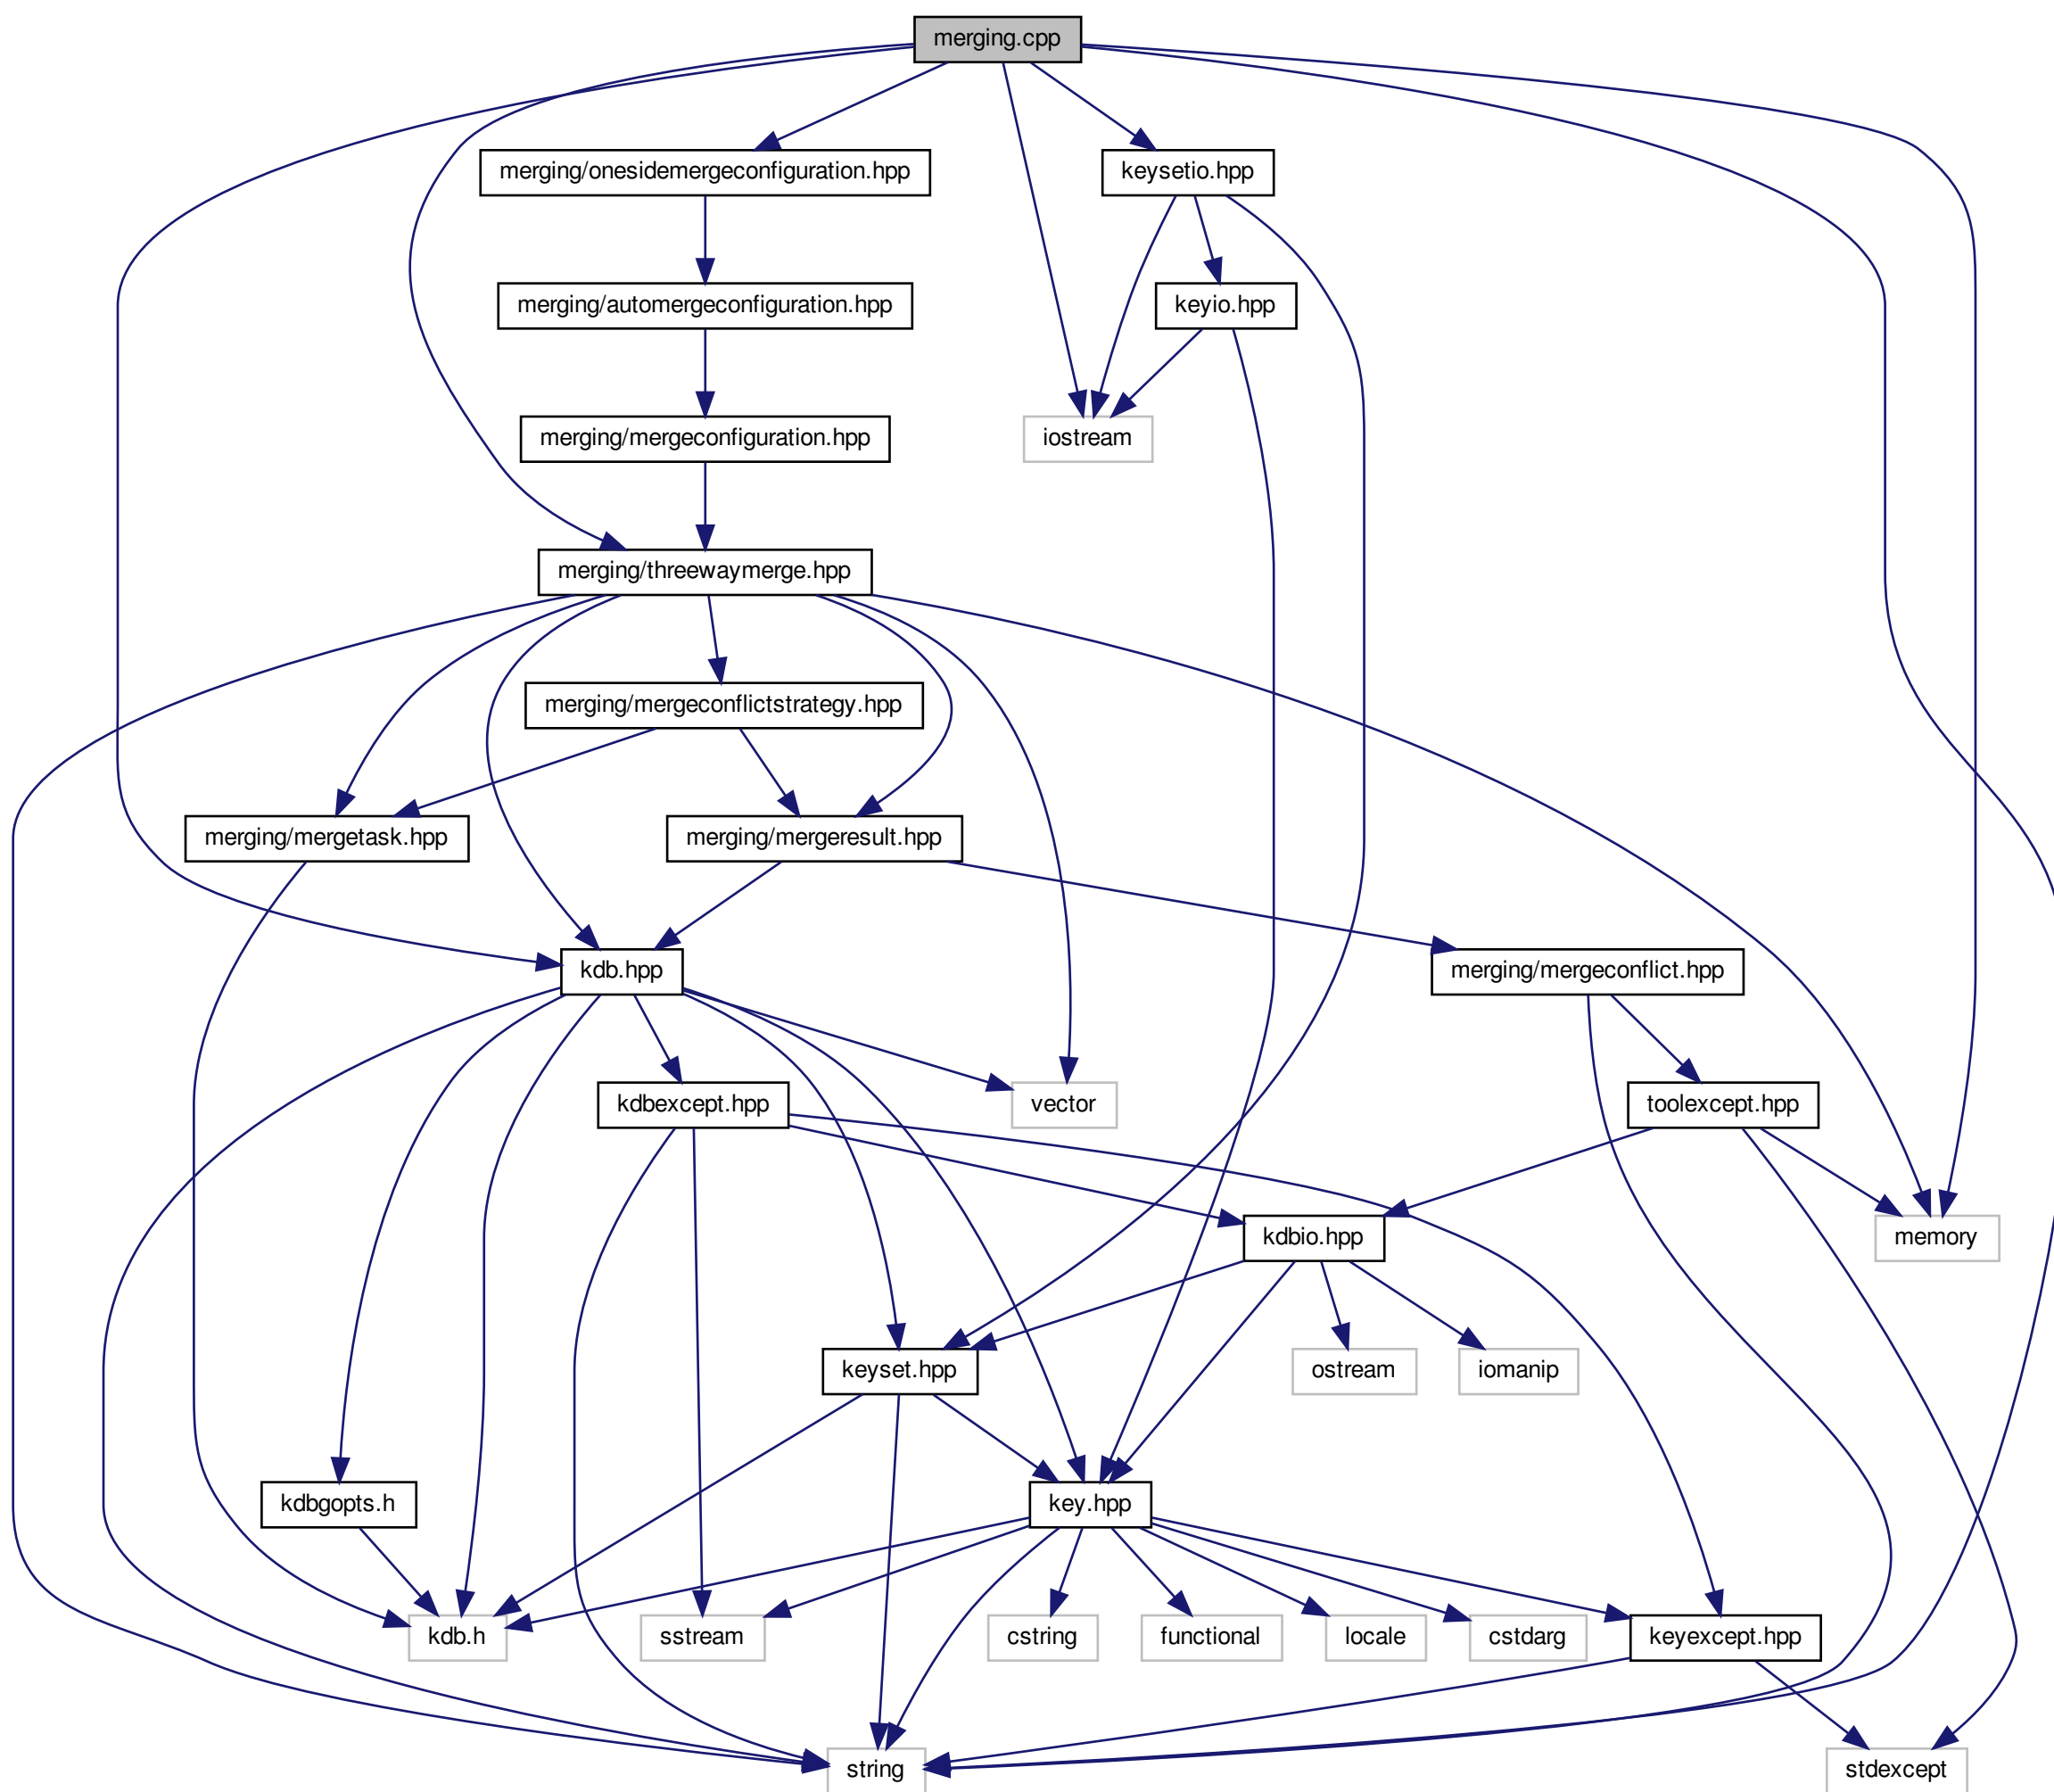 merging.cpp
merging/onesidemergeconfiguration.hpp
keysetio.hpp
merging/automergeconfiguration.hpp
keyio.hpp
merging/mergeconfiguration.hpp
iostream
merging/threewaymerge.hpp
merging/mergeconflictstrategy.hpp
merging/mergetask.hpp
merging/mergeresult.hpp
kdb.hpp
merging/mergeconflict.hpp
kdbexcept.hpp
vector
toolexcept.hpp
kdbio.hpp
memory
keyset.hpp
ostream
iomanip
kdbgopts.h
key.hpp
kdb.h
sstream
cstring
functional
locale
cstdarg
keyexcept.hpp
string
stdexcept